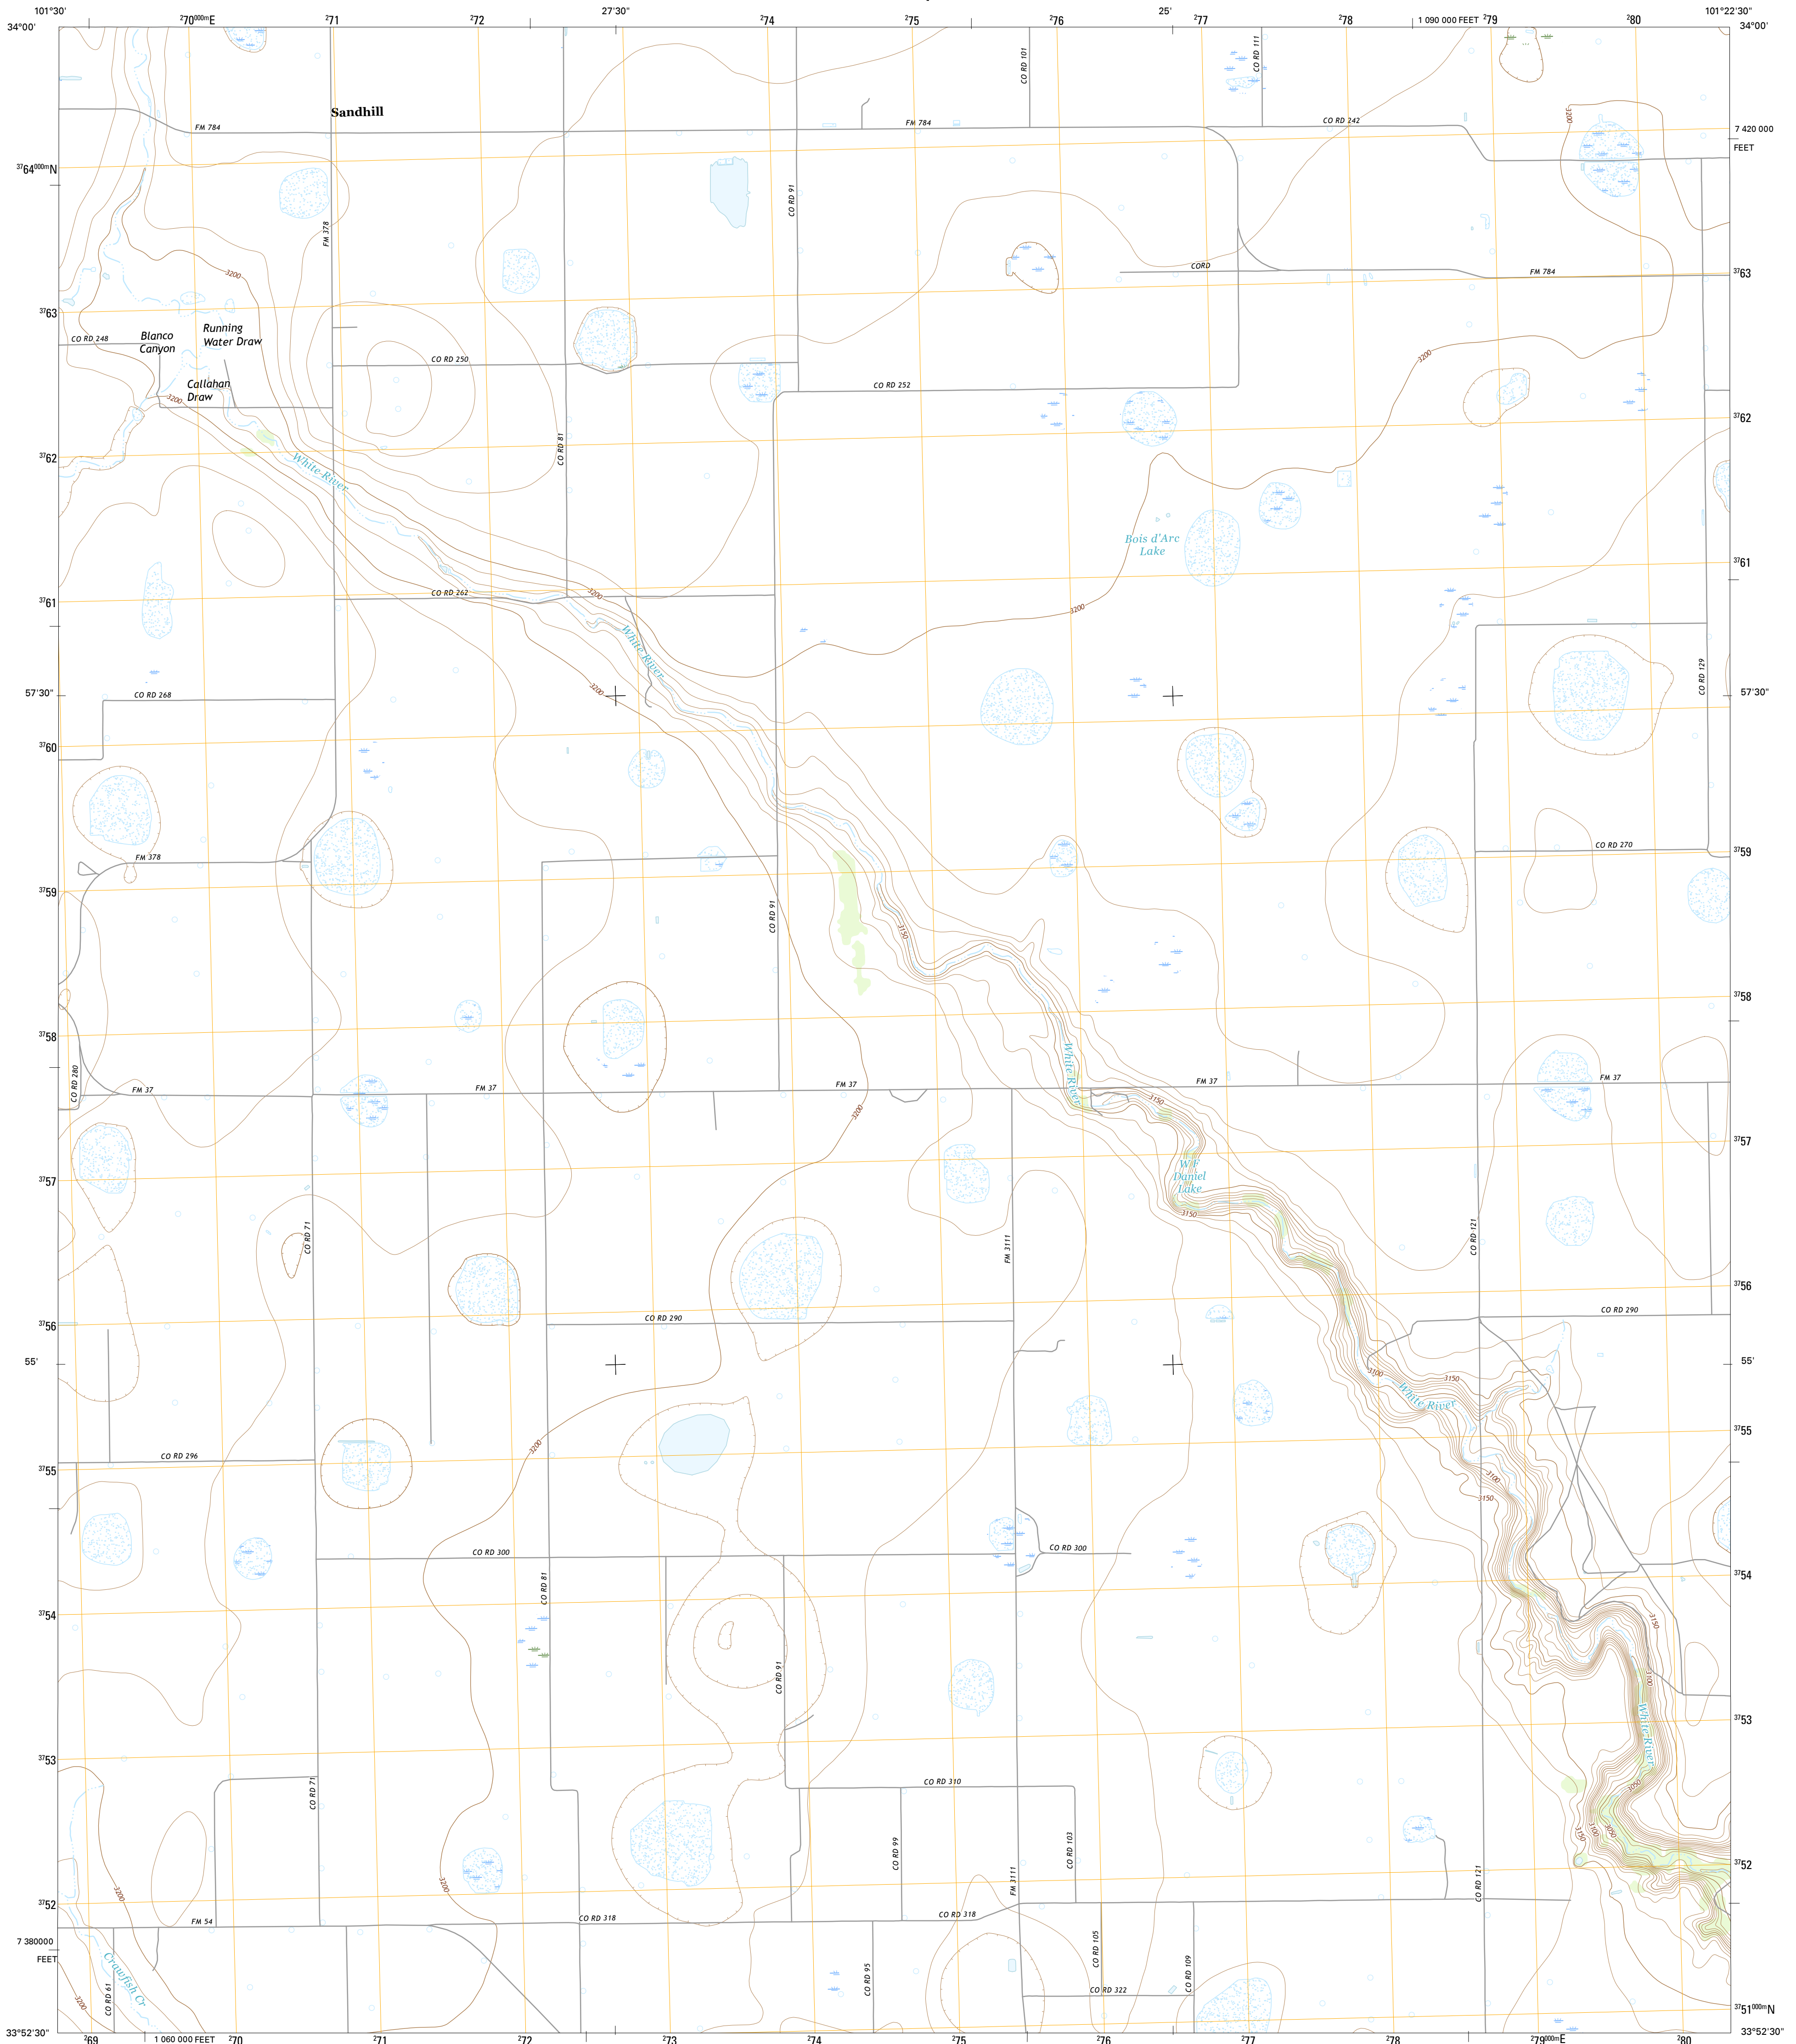 101°30'
²70⁰⁰⁰ᵐE
²71
²72
27'30"
²74
²75
²76
25'
²77
²78
1 090 000 FEET
²79
²80
101°22'30"
34°00'
34°00'
CO RD 101
CO RD 111
Sandhill
FM 784
FM 784
CO RD 242
3200
7 420 000
FEET
³⁷64⁰⁰⁰ᵐN
CO RD 91
FM 378
CORD
FM 784
3200
³⁷63
³⁷63
Running
Water Draw
Blanco
Canyon
CO RD 248
CO RD 250
3200
Callahan
Draw
3200
CO RD 252
³⁷62
CO RD 81
³⁷62
White River
Bois d'Arc
Lake
³⁷61
³⁷61
CO RD 262
3200
3200
White River
CO RD 129
57'30"
CO RD 268
3200
57'30"
³⁷60
FM 378
CO RD 270
³⁷59
³⁷59
CO RD 91
3150
³⁷58
³⁷58
White River
CO RD 280
FM 37
FM 37
FM 37
FM 37
FM 37
3150
3200
³⁷57
³⁷57
W F
Daniel
Lake
3150
CO RD 71
FM 3111
CO RD 121
³⁷56
³⁷56
CO RD 290
CO RD 290
55'
55'
3100
3150
White River
3200
³⁷55
³⁷55
CO RD 296
3100
3150
CO RD 300
CO RD 300
³⁷54
³⁷54
CO RD 81
3150
CO RD 91
3100
³⁷53
³⁷53
White River
CO RD 71
CO RD 310
3050
3150
3100
3050
CO RD 99
CO RD 103
³⁷52
³⁷52
3200
3200
FM 3111
CO RD 121
FM 54
CO RD 318
CO RD 318
7 380000
FEET
Crawfish Cr
CO RD 61
CO RD 95
CO RD 105
CO RD 109
CO RD 322
3200
³⁷51⁰⁰⁰ᵐN
33°52'30"
²69
1 060 000 FEET
²70
²71
²72
²73
²74
²75
²76
²77
²78
²79⁰⁰⁰ᵐE
²80
33°52'30"